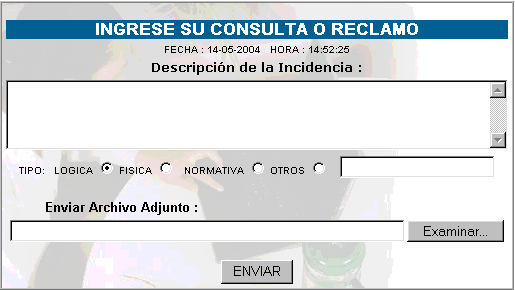 INGRESE SU CONSULTA O RECLAMO
FECHA : 14-05-2004 HORA : 14:52:25
Descripción de la Incidencia :
TIPO: LOGICA FISICA NORMATIVA OTROS
Enviar Archivo Adjunto :
Examinar...
ENVIAR